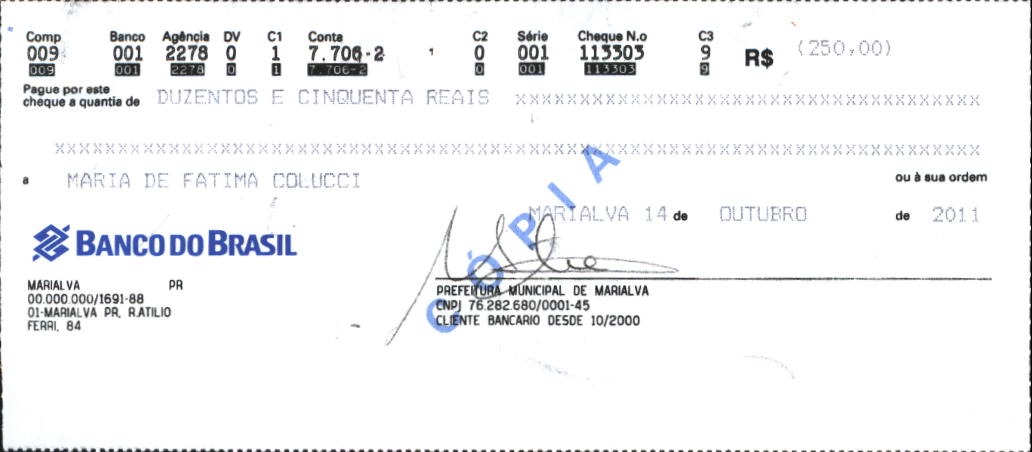 Comp Banco Agência DV C1 Conta C2 Série Cheque N.o C3
009 001 2278 0 1 7.706-2 0 001 113303 9 R$ (250,00)
009 001 2278 0 1 7.706-2 0 001 113303 9
Pague por este
cheque a quantia de DUZENTOS E CINQUENTA REAIS xxxxxxxxxxxxxxxxxxxxxxxxxxxxxxxxxxxxxxxxxxx
xxxxxxxxxxxxxxxxxxxxxxxxxxxxxxxxxxxxxxxxxxxxxxxxxxxxxxxxxxxxxxxxxxxxxxxxxxxxxxxx
a MARIA DE FATIMA COLUCCI ou à sua ordem
MARIALVA 14 de OUTUBRO de 2011
CÓPIA
BANCO DO BRASIL
MARIALVA PR
00.000.000/1691-88
01-MARIALVA PR, R.ATILIO
FERRI, 84
PREFEITURA MUNICIPAL DE MARIALVA
CNPJ 76.282.680/0001-45
CLIENTE BANCARIO DESDE 10/2000